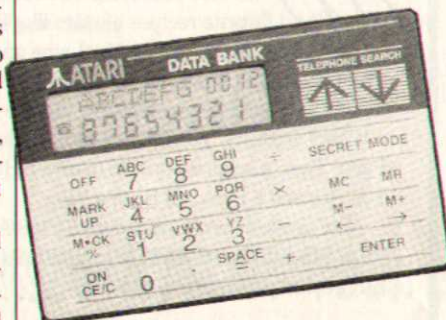 ATARI DATA BANK
TELEPHONE SEARCH
ABCDEFG 0012
87654321
ABC DEF GHI
OFF 7 8 9 ÷ SECRET MODE
JKL MNO PQR
MARK UP 4 5 6 × MC MR
STU VWX YZ
M•CK % 1 2 3 − M− M+
← →
SPACE
ON CE/C 0 . = + ENTER